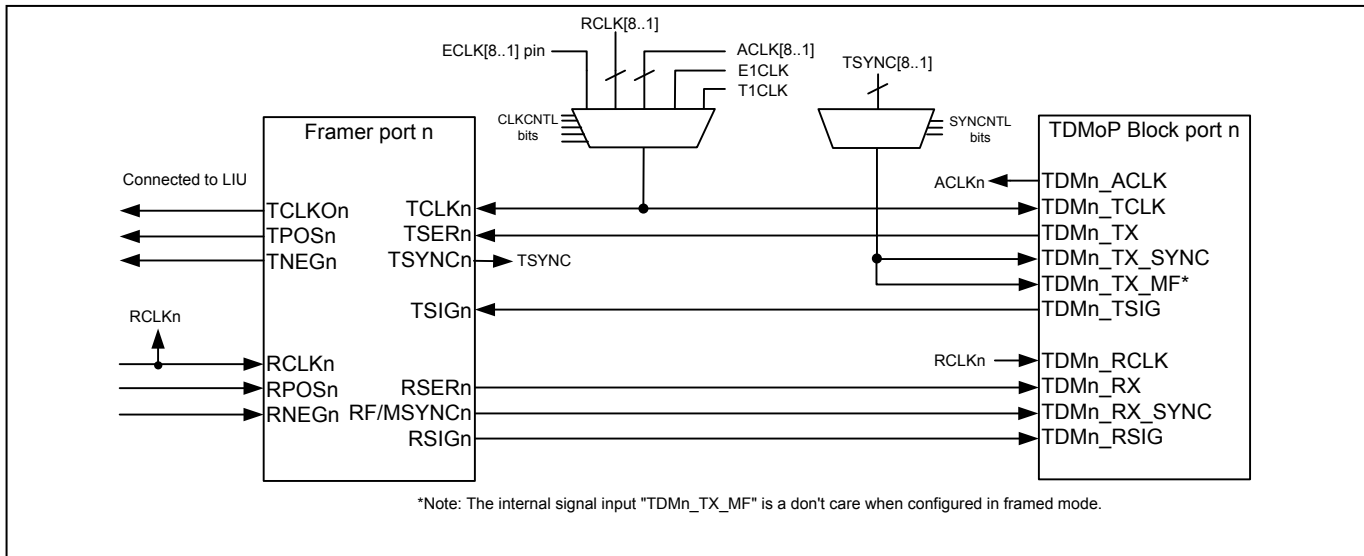 RCLK[8..1]
ECLK[8..1] pin
ACLK[8..1]
E1CLK
T1CLK
TSYNC[8..1]
CLKCNTL
bits
SYNCNTL
bits
Framer port n
TDMoP Block port n
Connected to LIU
TCLKOn
TPOSn
TNEGn
TCLKn
TSERn
TSYNCn
TSYNC
TSIGn
ACLKn
TDMn_ACLK
TDMn_TCLK
TDMn_TX
TDMn_TX_SYNC
TDMn_TX_MF*
TDMn_TSIG
RCLKn
RCLKn
RPOSn
RNEGn
RSERn
RF/MSYNCn
RSIGn
RCLKn
TDMn_RCLK
TDMn_RX
TDMn_RX_SYNC
TDMn_RSIG
*Note: The internal signal input "TDMn_TX_MF" is a don't care when configured in framed mode.